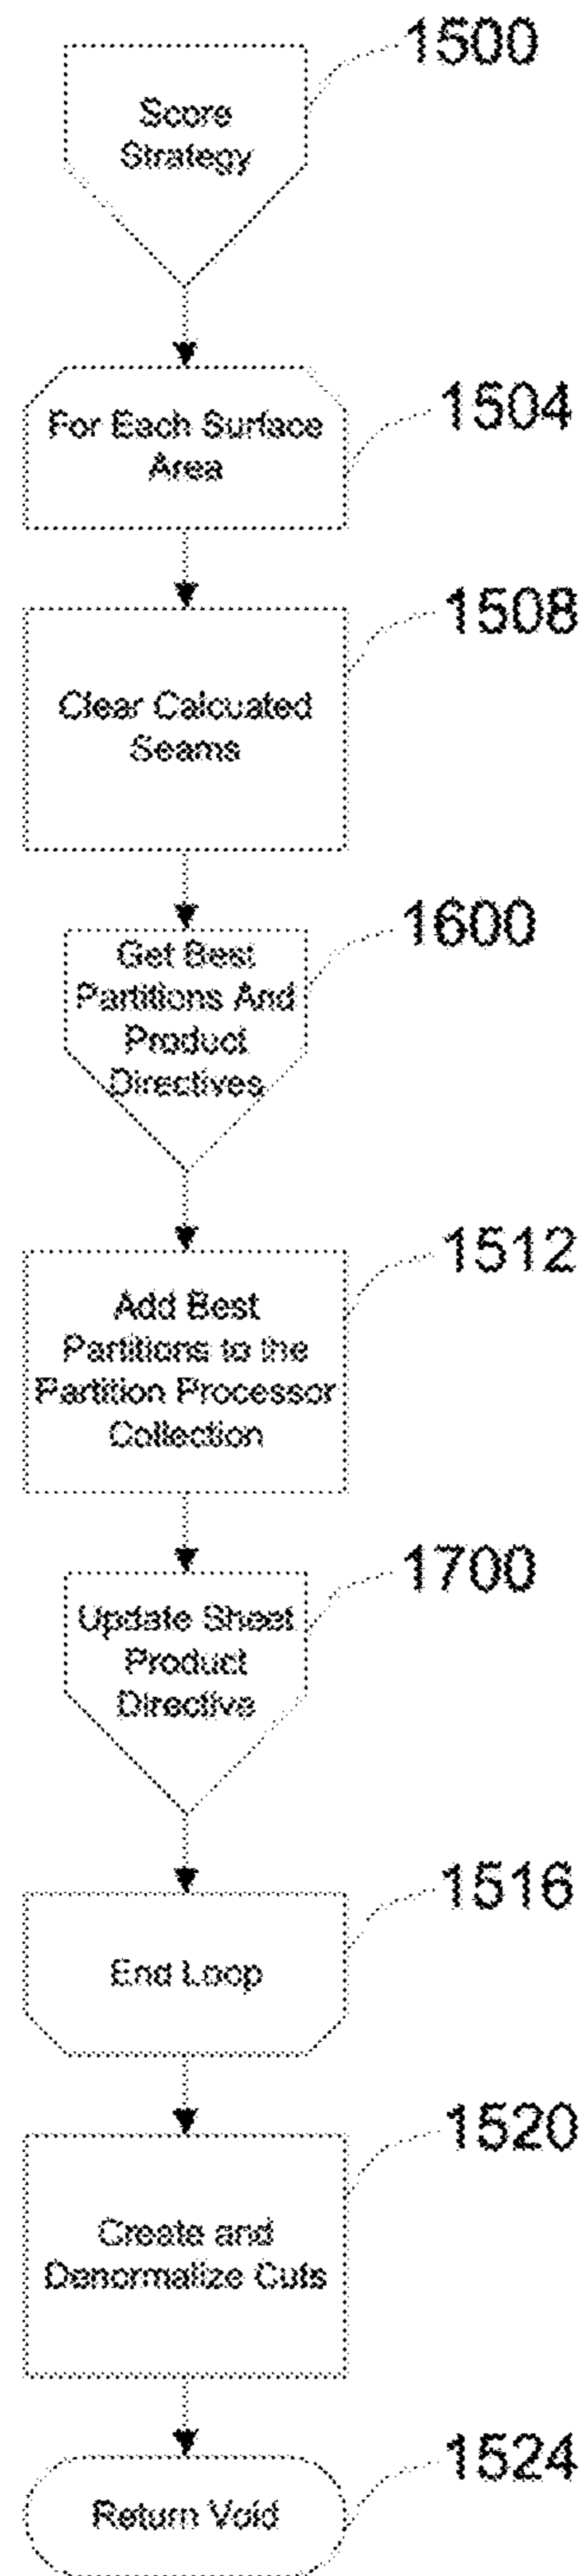 1500
Score
Strategy
1504
For Each Surface
Area
1508
Clear Calcuated
Seams
1600
Get Best
Partitions And
Product
Directives
1512
Add Best
Partitions to the
Partition Processor
Collection
1700
Update Sheet
Product
Directive
1516
End Loop
1520
Create and
Denormalize Cuts
1524
Return Void